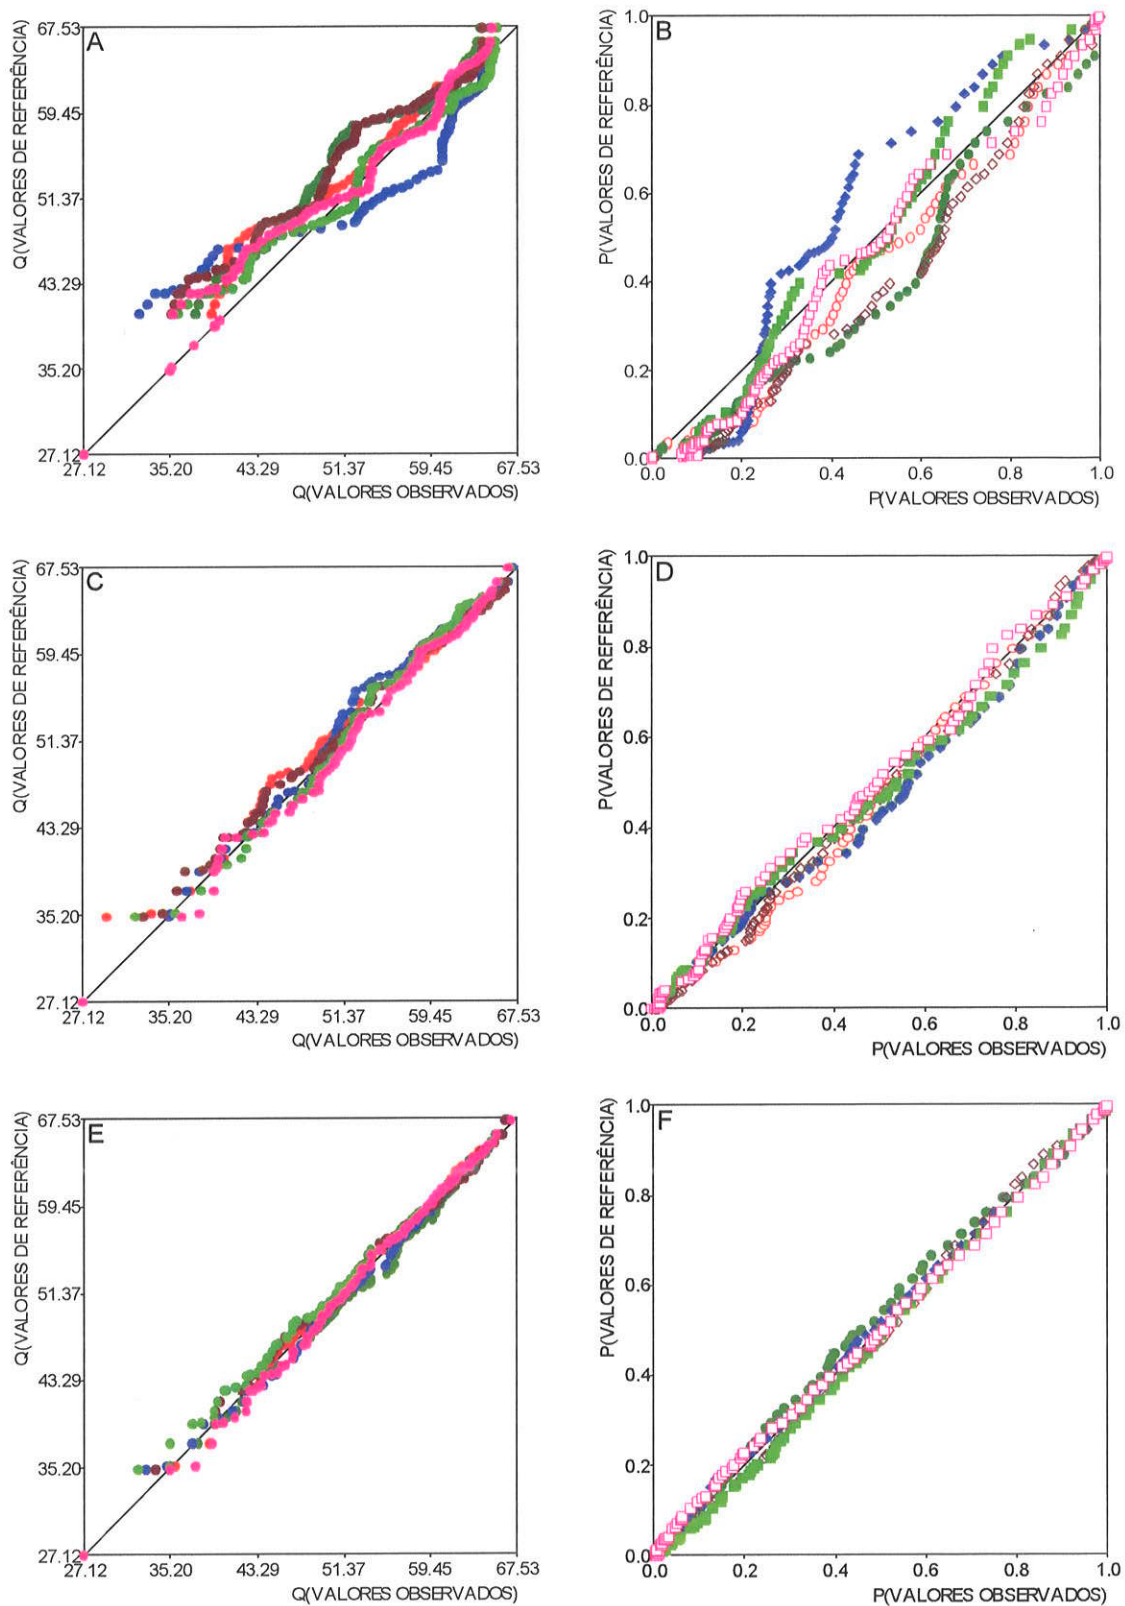 A
Q(VALORES DE REFERÊNCIA)
67.53
59.45
51.37
43.29
35.20
27.12
27.12 35.20 43.29 51.37 59.45 67.53
Q(VALORES OBSERVADOS)
B
P(VALORES DE REFERÊNCIA)
1.0
0.8
0.6
0.4
0.2
0.0
0.0 0.2 0.4 0.6 0.8 1.0
P(VALORES OBSERVADOS)
C
Q(VALORES DE REFERÊNCIA)
67.53
59.45
51.37
43.29
35.20
27.12
27.12 35.20 43.29 51.37 59.45 67.53
Q(VALORES OBSERVADOS)
D
P(VALORES DE REFERÊNCIA)
1.0
0.8
0.6
0.4
0.2
0.0
0.0 0.2 0.4 0.6 0.8 1.0
P(VALORES OBSERVADOS)
E
Q(VALORES DE REFERÊNCIA)
67.53
59.45
51.37
43.29
35.20
27.12
27.12 35.20 43.29 51.37 59.45 67.53
Q(VALORES OBSERVADOS)
F
P(VALORES DE REFERÊNCIA)
1.0
0.8
0.6
0.4
0.2
0.0
0.0 0.2 0.4 0.6 0.8 1.0
P(VALORES OBSERVADOS)